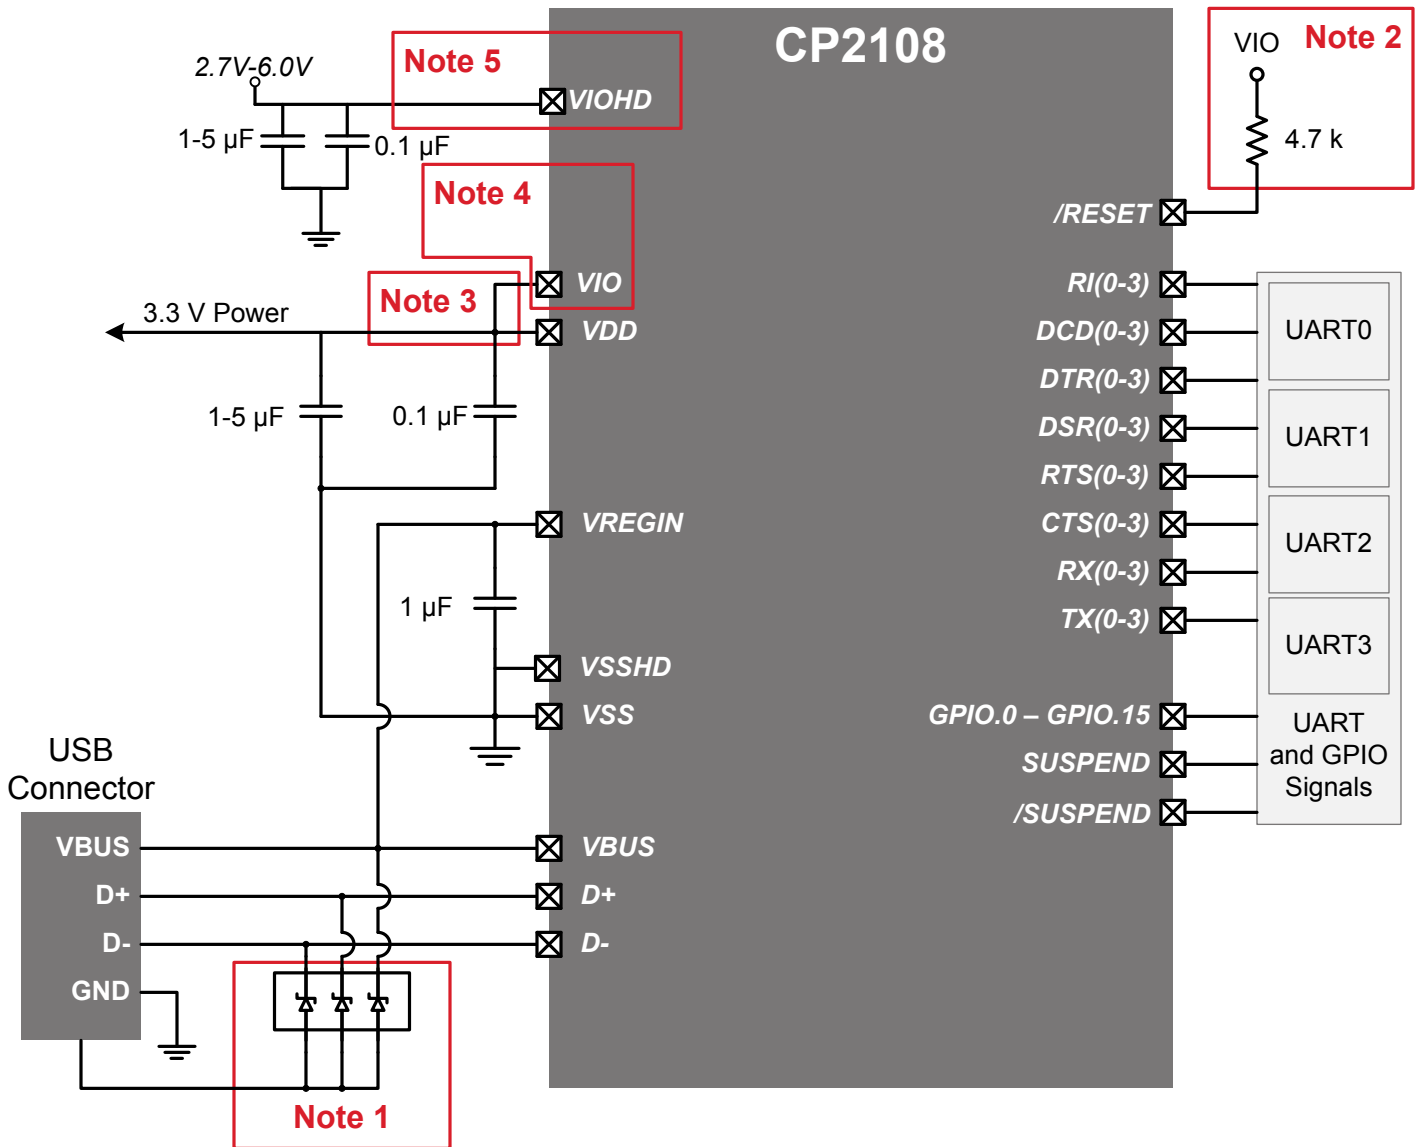 CP2108
Note 5
2.7V-6.0V
VIOHD
1-5 µF
0.1 µF
Note 4
VIO
Note 3
3.3 V Power
VDD
1-5 µF
0.1 µF
VREGIN
1 µF
VSSHD
VSS
USB
Connector
VBUS
D+
D-
GND
VBUS
D+
D-
Note 1
VIO
Note 2
4.7 k
/RESET
RI(0-3)
DCD(0-3)
DTR(0-3)
DSR(0-3)
RTS(0-3)
CTS(0-3)
RX(0-3)
TX(0-3)
GPIO.0 – GPIO.15
SUSPEND
/SUSPEND
UART0
UART1
UART2
UART3
UART
and GPIO
Signals